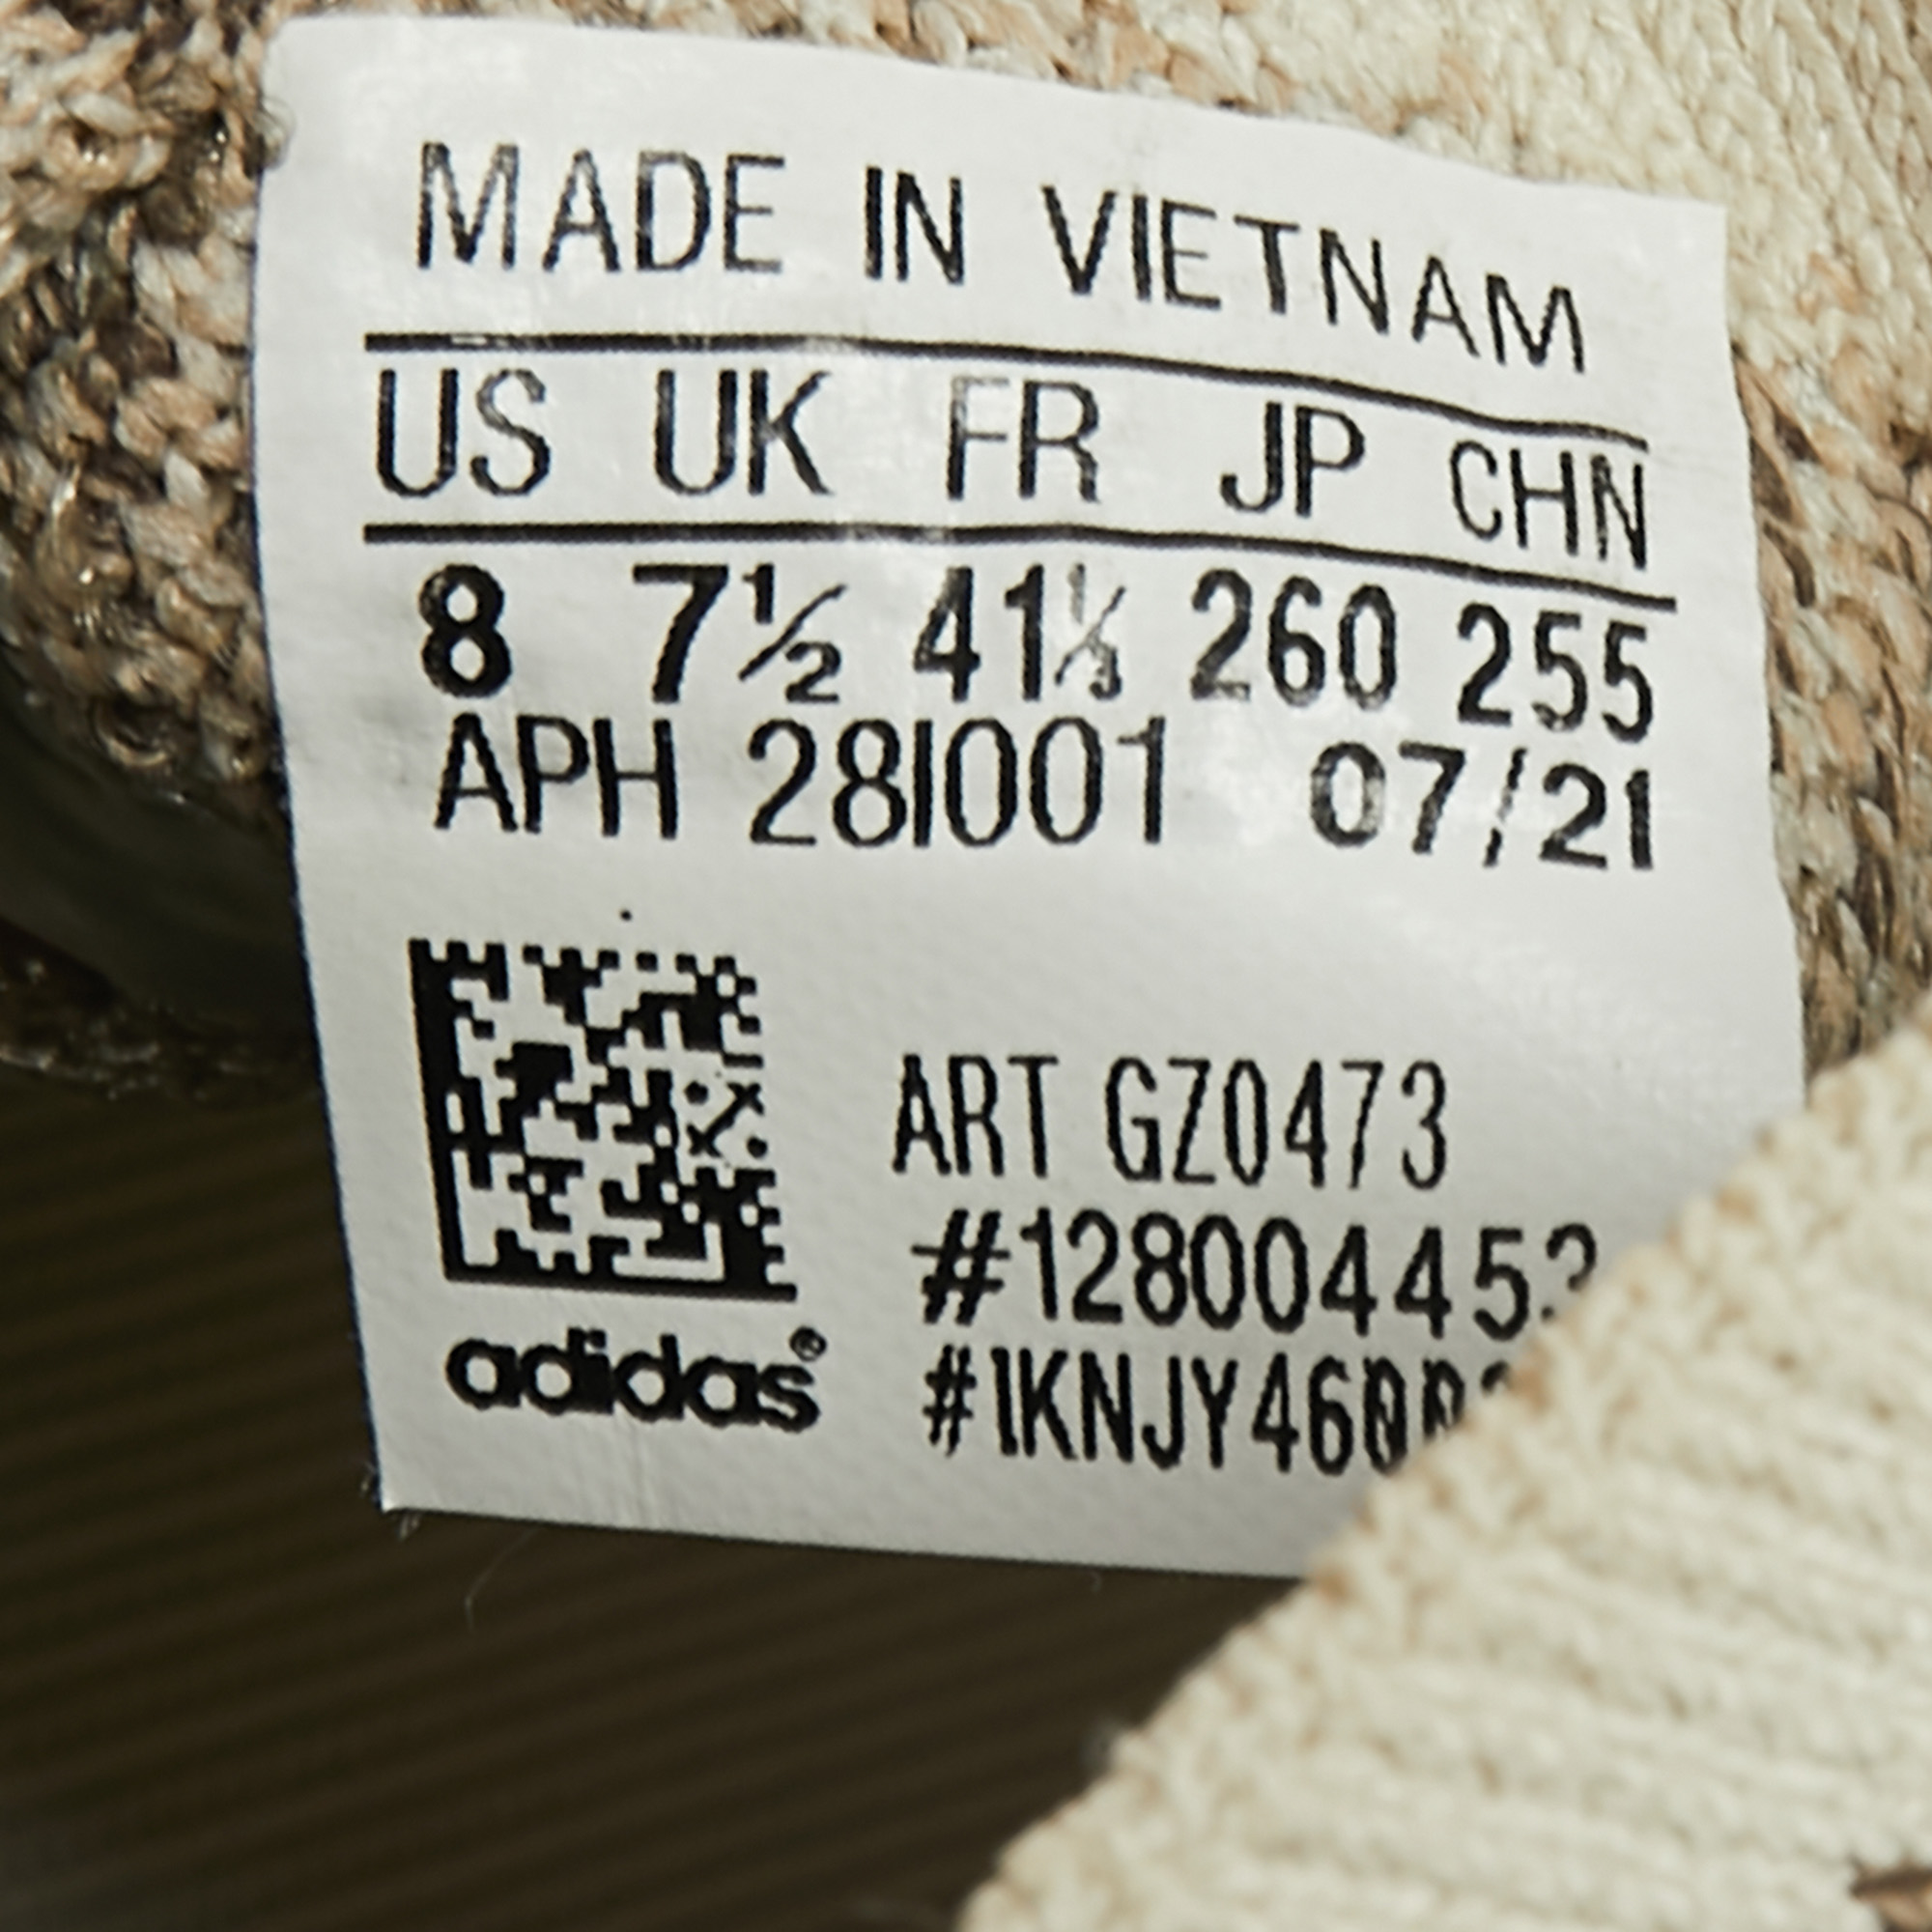 MADE IN VIETNAM
US UK FR JP CHN
8 7½ 41⅓ 260 255
APH 28I001 07/21
ART GZ0473
adidas®